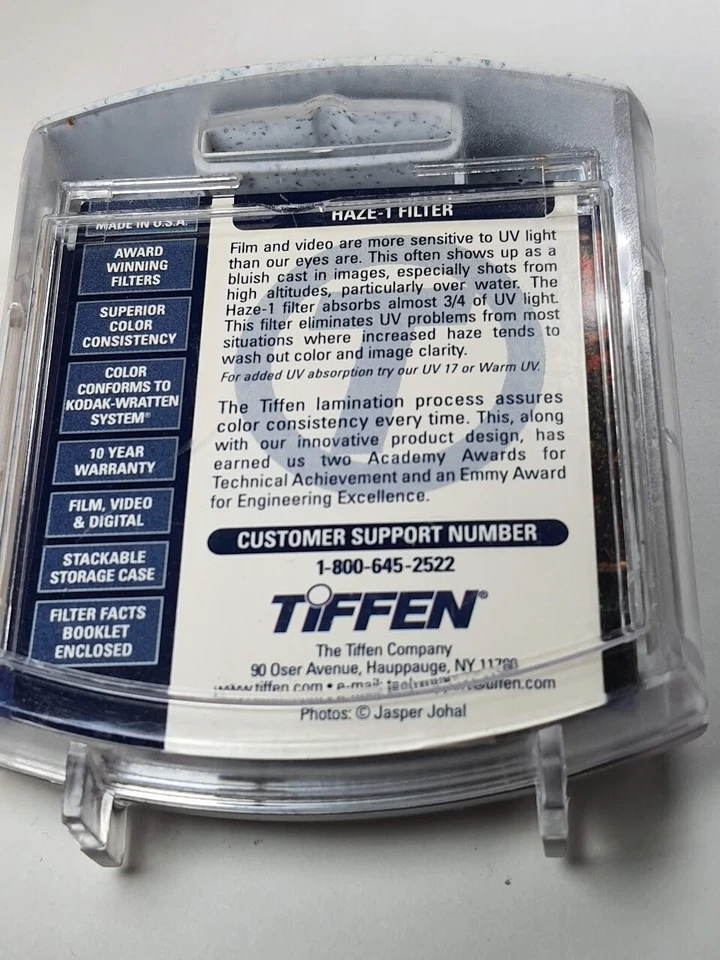 MADE IN U.S.A.
AWARD
WINNING
FILTERS
SUPERIOR
COLOR
CONSISTENCY
COLOR
CONFORMS TO
KODAK-WRATTEN
SYSTEM®
10 YEAR
WARRANTY
FILM, VIDEO
& DIGITAL
STACKABLE
STORAGE CASE
FILTER FACTS
BOOKLET
ENCLOSED
HAZE-1 FILTER
Film and video are more sensitive to UV light
than our eyes are. This often shows up as a
bluish cast in images, especially shots from
high altitudes, particularly over water. The
Haze-1 filter absorbs almost 3/4 of UV light.
This filter eliminates UV problems from most
situations where increased haze tends to
wash out color and image clarity.
For added UV absorption try our UV 17 or Warm UV.
The Tiffen lamination process assures
color consistency every time. This, along
with our innovative product design, has
earned us two Academy Awards for
Technical Achievement and an Emmy Award
for Engineering Excellence.
CUSTOMER SUPPORT NUMBER
1-800-645-2522
TIFFEN®
The Tiffen Company
90 Oser Avenue, Hauppauge, NY 11788
www.tiffen.com • e-mail:
Photos: © Jasper Johal